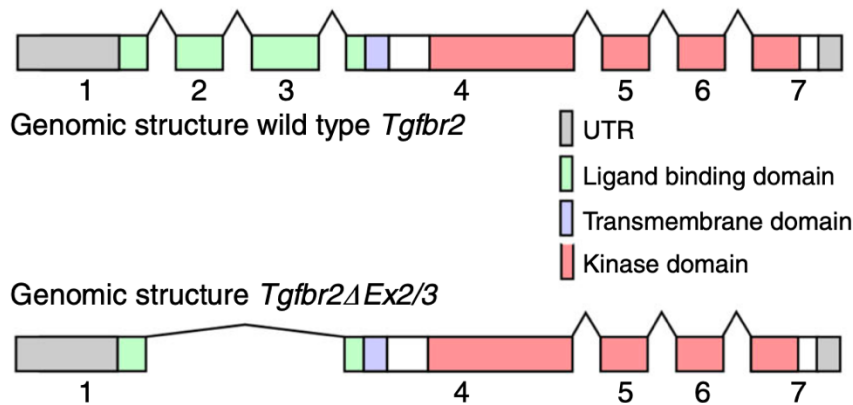 1 2 3 4 5 6 7
Genomic structure wild type Tgfbr2
UTR
Ligand binding domain
Transmembrane domain
Kinase domain
Genomic structure Tgfbr2ΔEx2/3
1 4 5 6 7